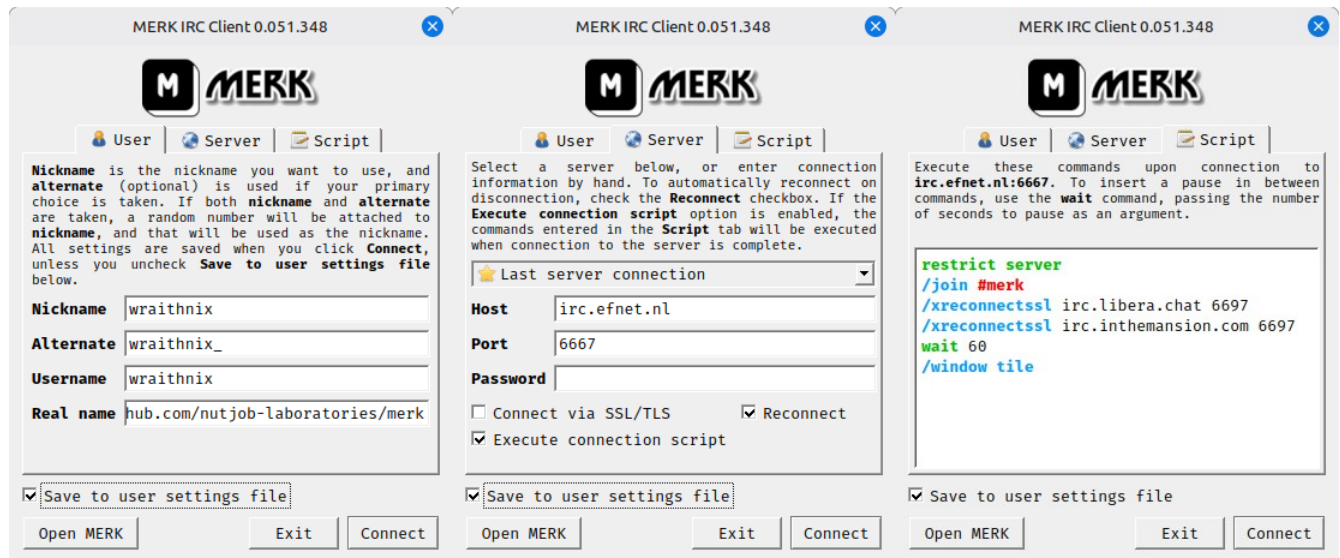 MERK IRC Client 0.051.348
M MERK
User Server Script
Nickname is the nickname you want to use, and
alternate (optional) is used if your primary
choice is taken. If both nickname and alternate
are taken, a random number will be attached to
nickname, and that will be used as the nickname.
All settings are saved when you click Connect,
unless you uncheck Save to user settings file
below.
Nickname wraithnix
Alternate wraithnix_
Username wraithnix
Real name hub.com/nutjob-laboratories/merk
Save to user settings file
Open MERK Exit Connect
MERK IRC Client 0.051.348
M MERK
User Server Script
Select a server below, or enter connection
information by hand. To automatically reconnect on
disconnection, check the Reconnect checkbox. If the
Execute connection script option is enabled, the
commands entered in the Script tab will be executed
when connection to the server is complete.
Last server connection
Host irc.efnet.nl
Port 6667
Password
Connect via SSL/TLS Reconnect
Execute connection script
Save to user settings file
Open MERK Exit Connect
MERK IRC Client 0.051.348
M MERK
User Server Script
Execute these commands upon connection to
irc.efnet.nl:6667. To insert a pause in between
commands, use the wait command, passing the number
of seconds to pause as an argument.
restrict server
/join #merk
/xreconnectssl irc.libera.chat 6697
/xreconnectssl irc.inthemansion.com 6697
wait 60
/window tile
Save to user settings file
Open MERK Exit Connect